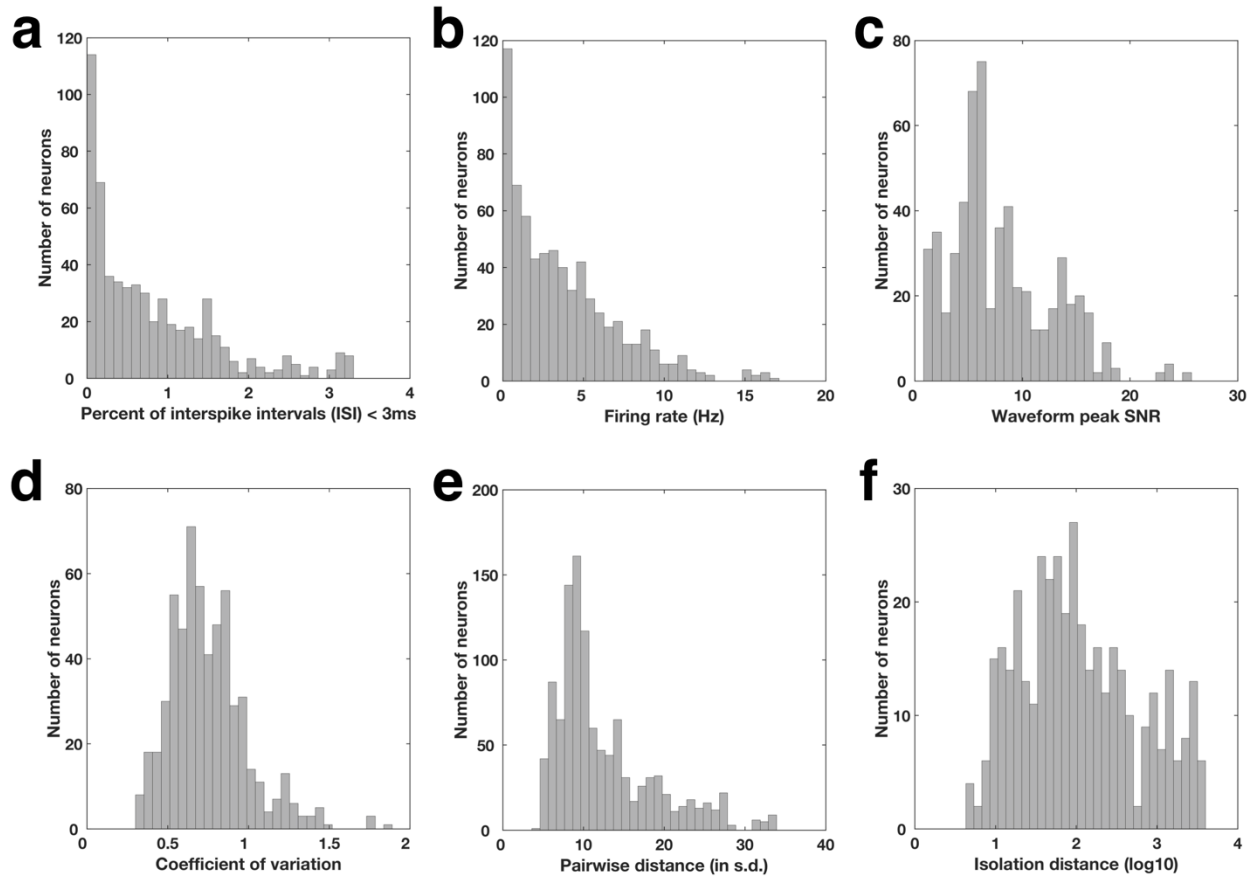 a
120
100
80
60
40
20
0
Number of neurons
0 1 2 3 4
Percent of interspike intervals (ISI) < 3ms
b
120
100
80
60
40
20
0
Number of neurons
0 5 10 15 20
Firing rate (Hz)
c
80
60
40
20
0
Number of neurons
0 10 20 30
Waveform peak SNR
d
80
60
40
20
0
Number of neurons
0 0.5 1 1.5 2
Coefficient of variation
e
200
150
100
50
0
Number of neurons
0 10 20 30 40
Pairwise distance (in s.d.)
f
30
20
10
0
Number of neurons
0 1 2 3 4
Isolation distance (log10)